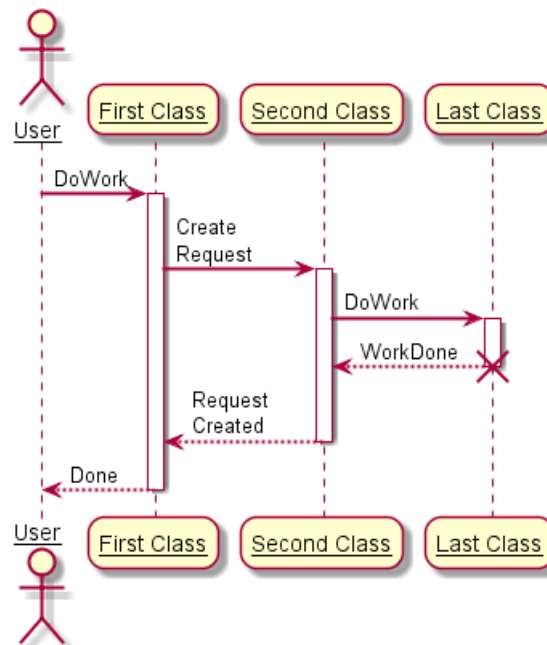 User
First Class
Second Class
Last Class
DoWork
Create
Request
DoWork
WorkDone
Request
Created
Done
User
First Class
Second Class
Last Class